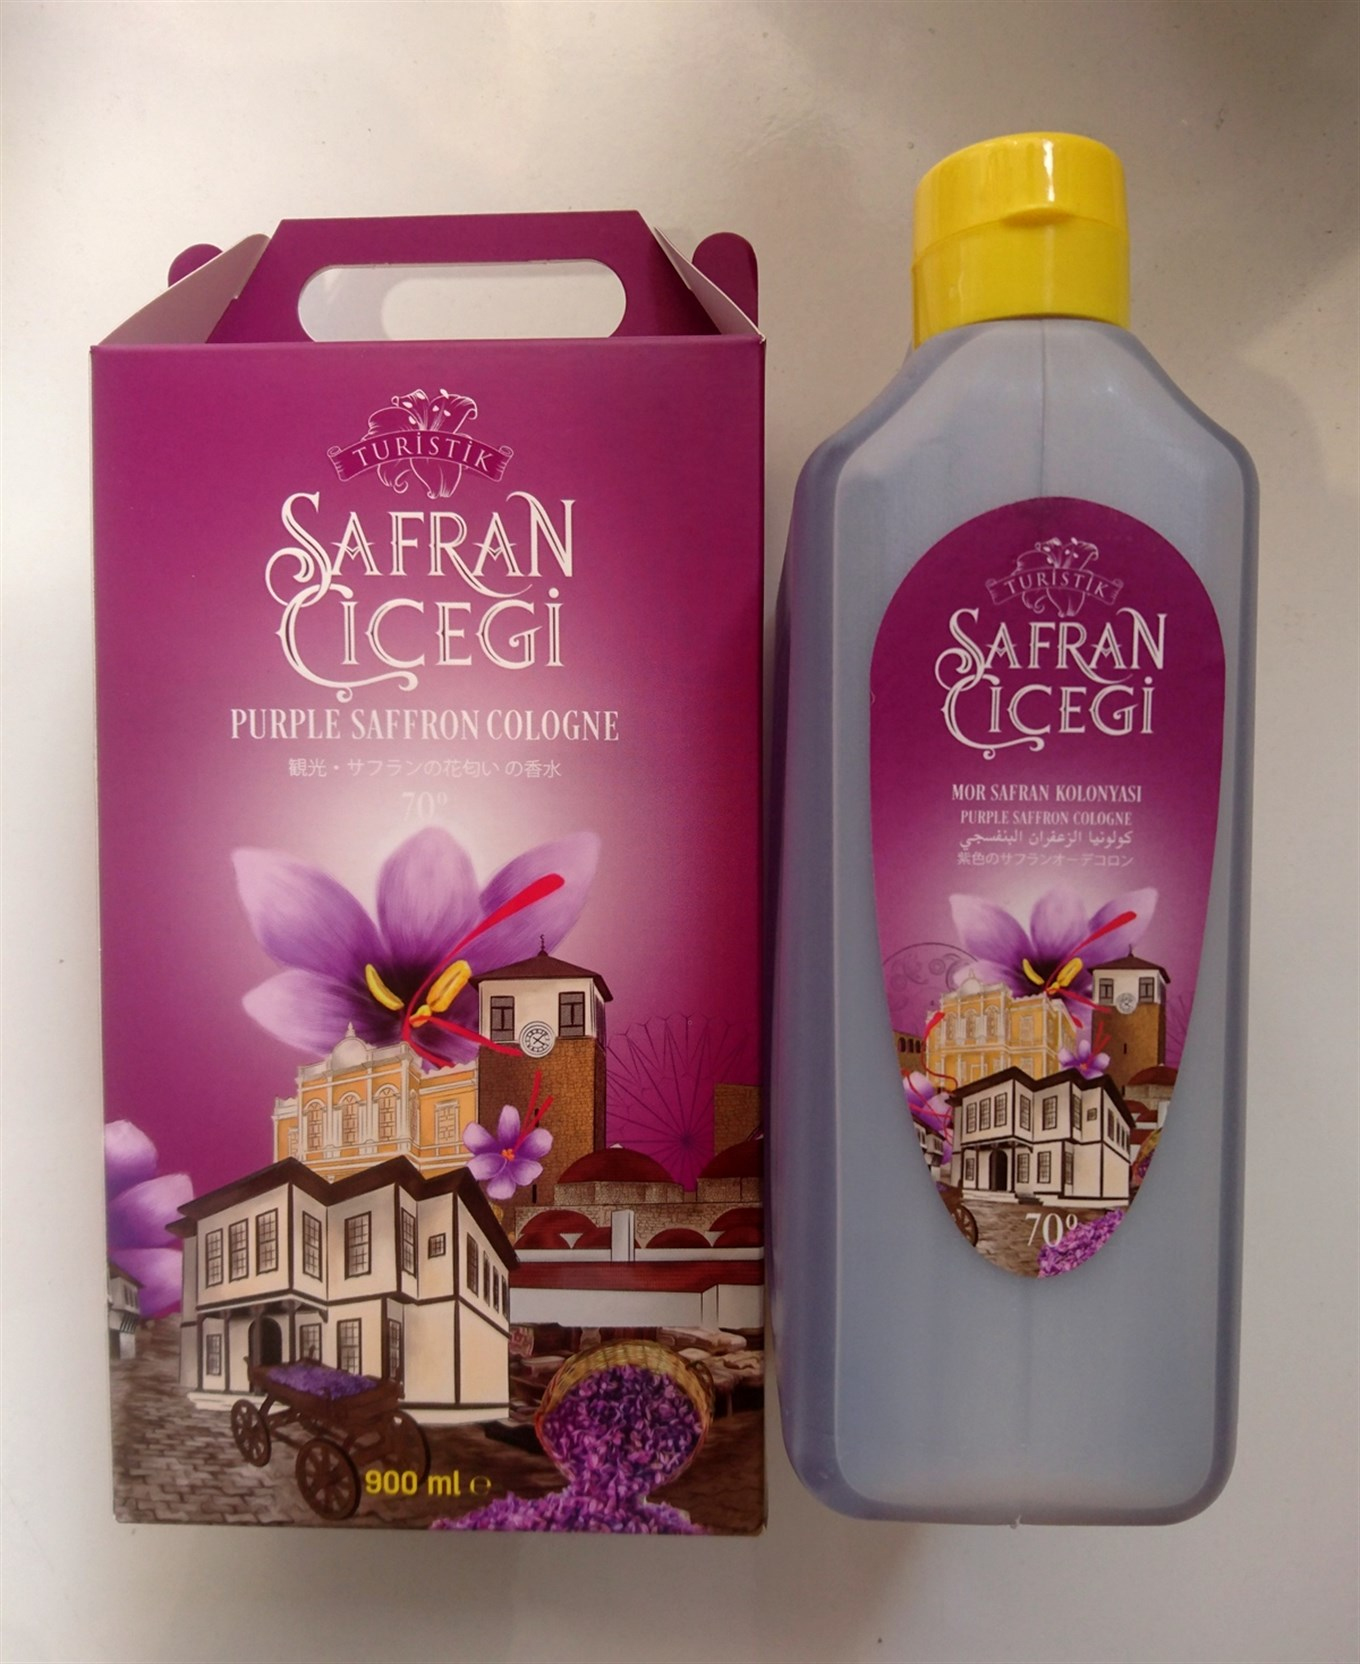 TURİSTİK
SAFRAN
ÇİÇEGİ
PURPLE SAFFRON COLOGNE
観光・サフランの花匂い の香水
70º
900 ml ℮
TURİSTİK
SAFRAN
ÇİÇEGİ
MOR SAFRAN KOLONYASI
PURPLE SAFFRON COLOGNE
كولونيا الزعفران البنفسجي
紫色のサフランオーデコロン
70º